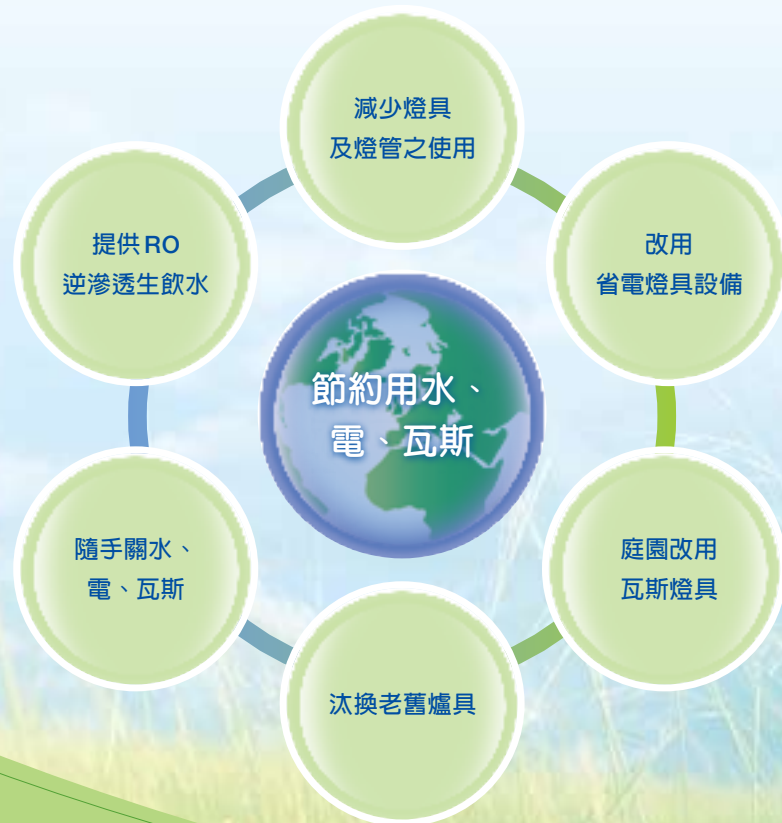 減少燈具
及燈管之使用
提供RO
逆滲透生飲水
改用
省電燈具設備
節約用水、
電、瓦斯
隨手關水、
電、瓦斯
庭園改用
瓦斯燈具
汰換老舊爐具